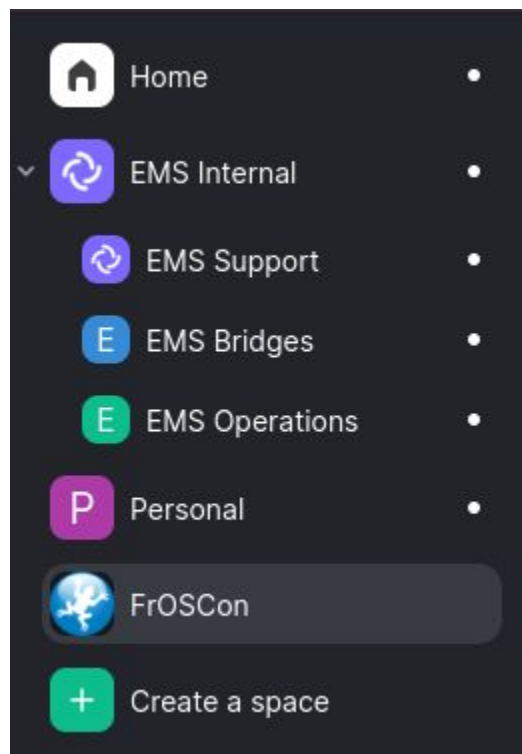 Home
EMS Internal
EMS Support
E EMS Bridges
E EMS Operations
P Personal
FrOSCon
+ Create a space